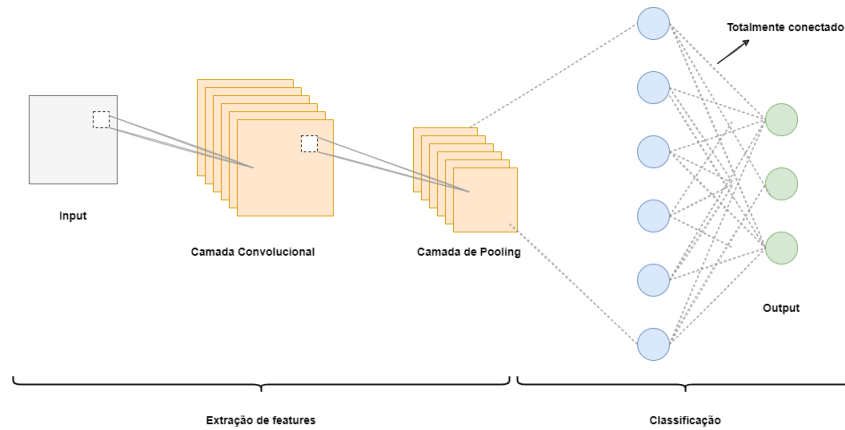 Totalmente conectado
Input
Camada Convolucional
Camada de Pooling
Output
Extração de features
Classificação